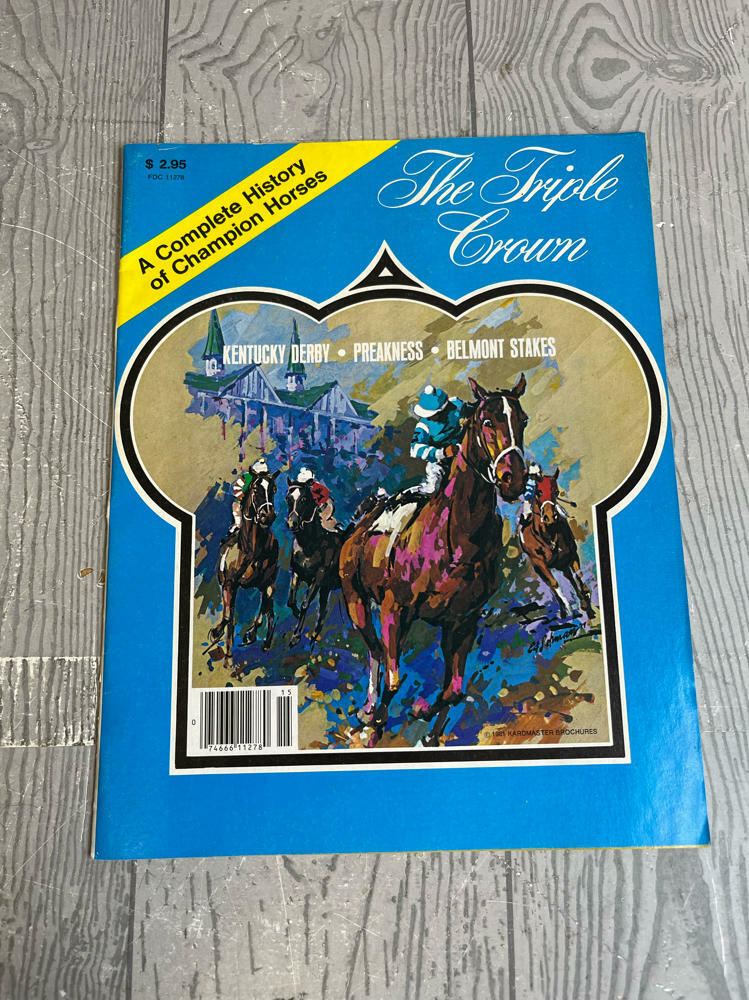 $ 2.95
FDC 11278
A Complete History
of Champion Horses
The Triple
Crown
KENTUCKY DERBY • PREAKNESS • BELMONT STAKES
15
0
74666 11278
© 1981 KARDMASTER BROCHURES